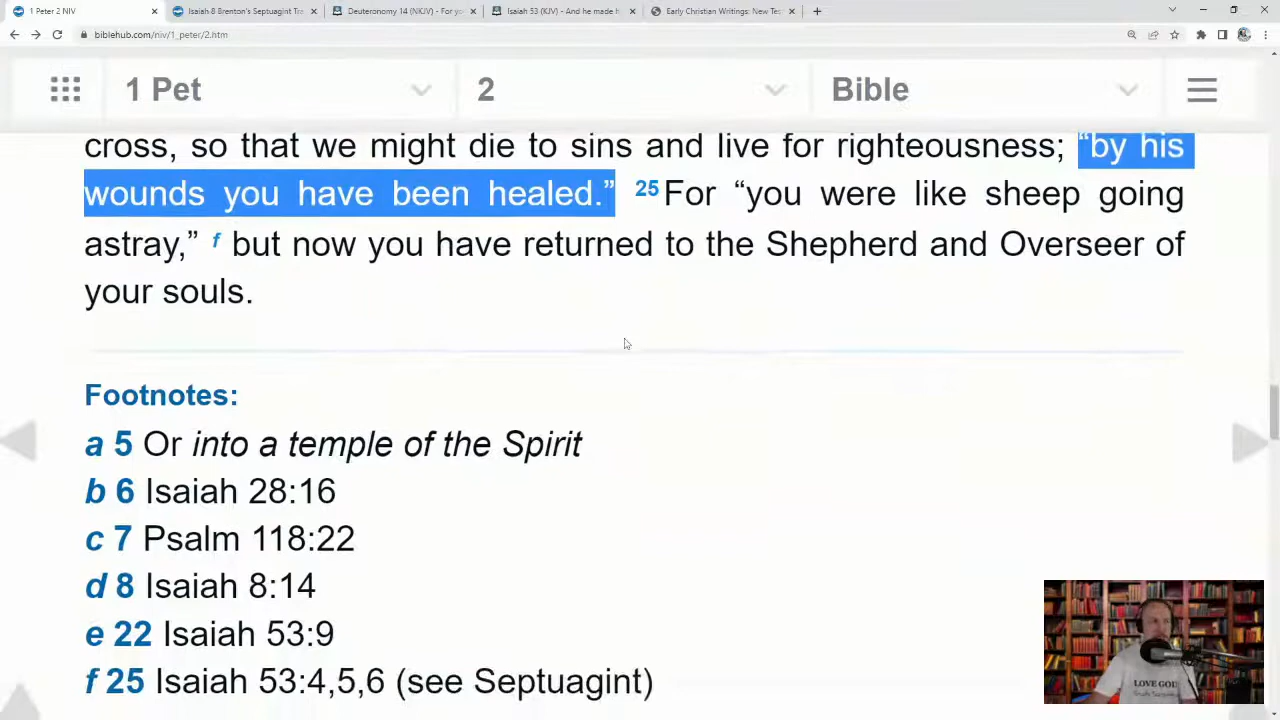 1 Peter 2 NIV
Isaiah 8 Brenton's Septuagint Tra
Deuteronomy 14 (NKJV) - For yo
Isaiah 53 (KJV) - And he made h
Early Christian Writings: New Tes
biblehub.com/niv/1_peter/2.htm
1 Pet
2
Bible
cross, so that we might die to sins and live for righteousness; “by his
wounds you have been healed.” 25 For “you were like sheep going
astray,” f but now you have returned to the Shepherd and Overseer of
your souls.
Footnotes:
a 5 Or into a temple of the Spirit
b 6 Isaiah 28:16
c 7 Psalm 118:22
d 8 Isaiah 8:14
e 22 Isaiah 53:9
f 25 Isaiah 53:4,5,6 (see Septuagint)
LOVE GOD